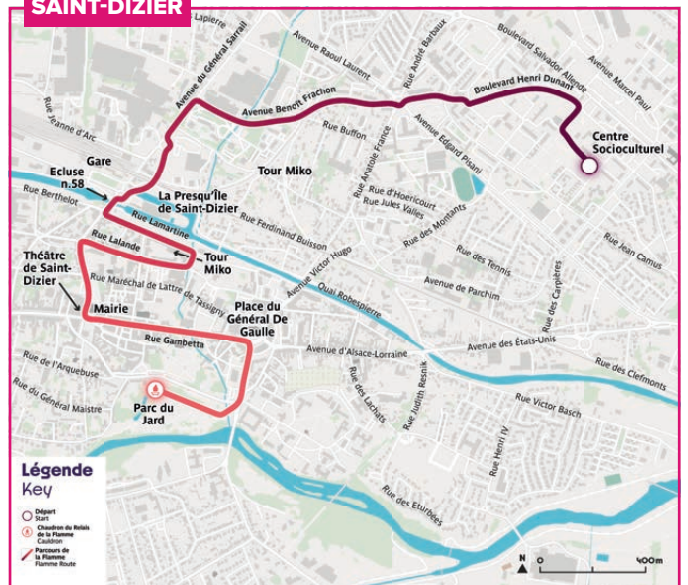 SAINT-DIZIER
Lapierre
Avenue du Général Sarrail
Avenue Raoul Laurent
Rue André Barbaux
Boulevard Salvador Allende
Avenue Marcel Paul
Avenue Benoît Frachon
Boulevard Henri Dunant
Rue Jeanne d'Arc
Rue Buffon
Rue Anatole France
Avenue Edgard Pisani
Centre
Socioculturel
Gare
Ecluse
n.58
Tour Miko
La Presqu'Île
de Saint-Dizier
Rue d'Hoericourt
Rue Jules Valles
Rue Berthelot
Rue Lamartine
Rue Ferdinand Buisson
Rue des Montants
Rue Jean Camus
Rue Lalande
Théâtre
de Saint-
Dizier
Tour
Miko
Avenue Victor Hugo
Rue des Tennis
Rue des Carpières
Rue Maréchal de Lattre de Tassigny
Quai Robespierre
Avenue de Parchim
Mairie
Place du
Général De
Gaulle
Rue Gambetta
Avenue d'Alsace-Lorraine
Avenue des États-Unis
Rue de l'Arquebuse
Rue des Clefmonts
Rue du Général Maistre
Parc du
Jard
Rue des Lachats
Rue Judith Resnik
Rue Victor Basch
Rue Henri IV
Rue des Eturbées
Légende
Key
Départ
Start
Chaudron du Relais
de la Flamme
Cauldron
Parcours de
la Flamme
Flamme Route
N
0 400m